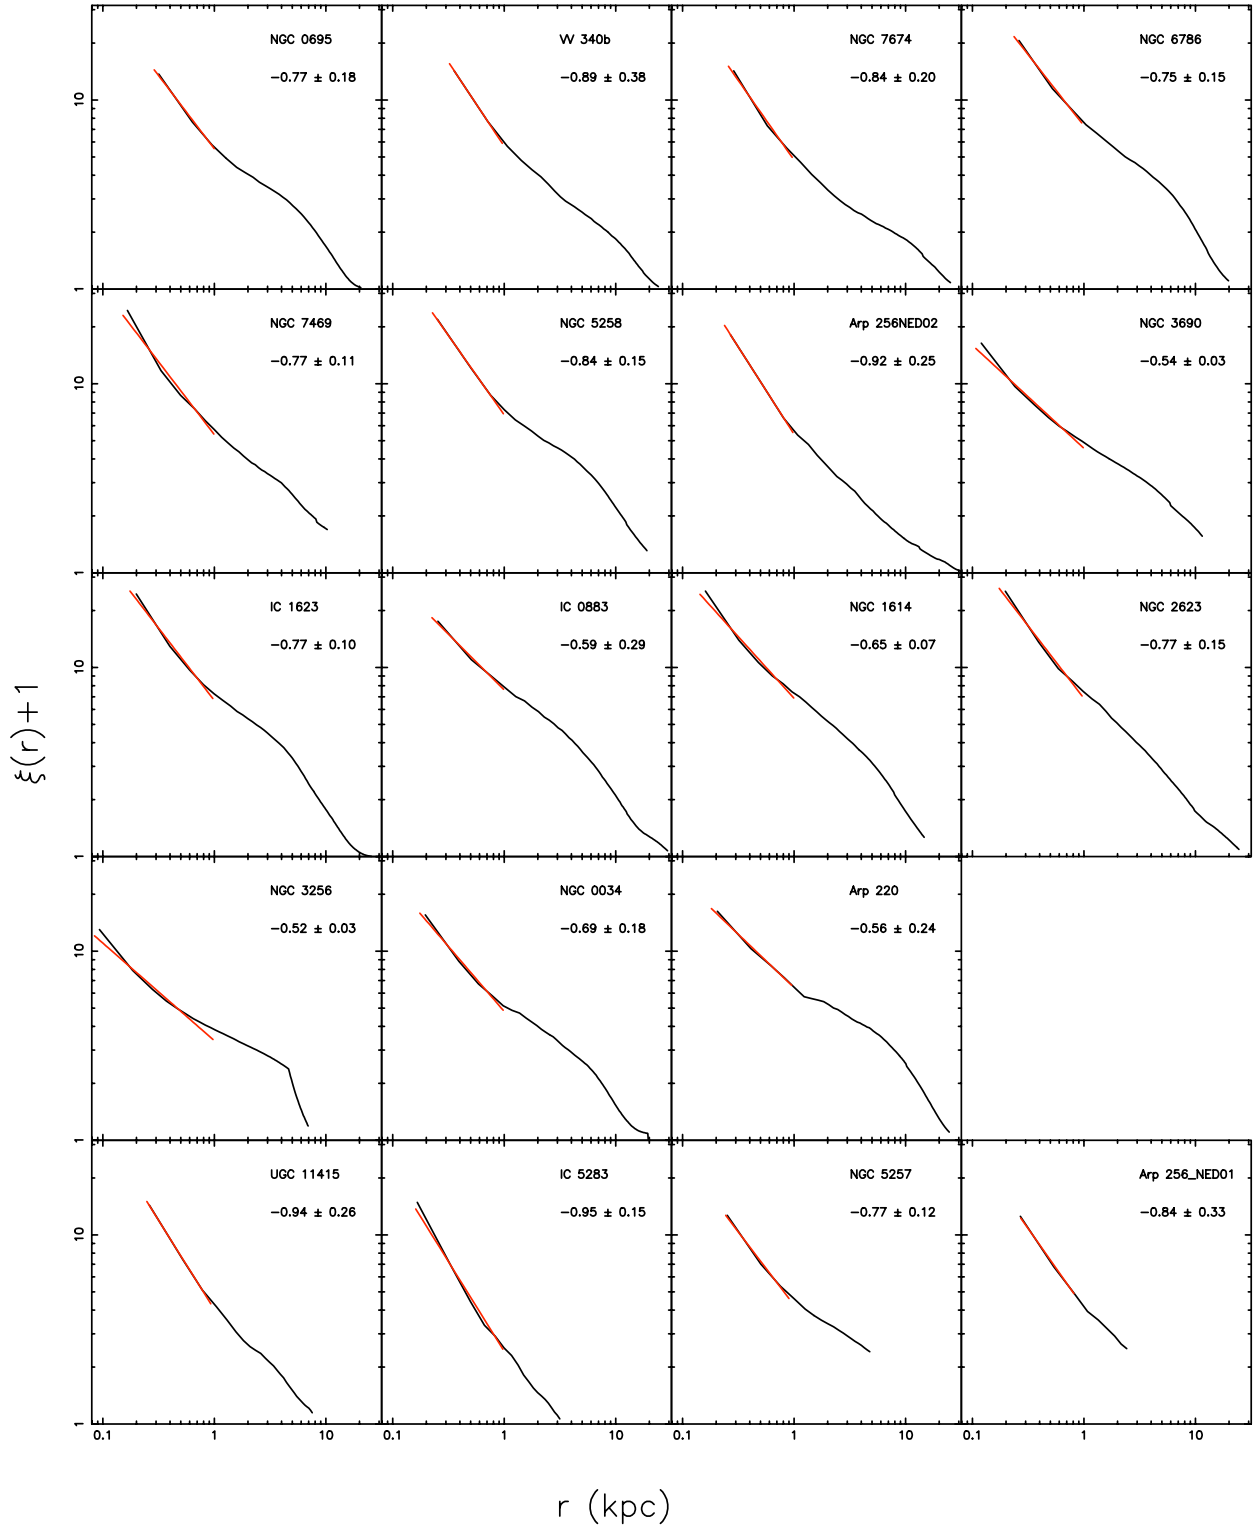 NGC 0695
−0.77 ± 0.18
VV 340b
−0.89 ± 0.38
NGC 7674
−0.84 ± 0.20
NGC 6786
−0.75 ± 0.15
10
1
NGC 7469
−0.77 ± 0.11
NGC 5258
−0.84 ± 0.15
Arp 256NED02
−0.92 ± 0.25
NGC 3690
−0.54 ± 0.03
10
1
IC 1623
−0.77 ± 0.10
IC 0883
−0.59 ± 0.29
NGC 1614
−0.65 ± 0.07
NGC 2623
−0.77 ± 0.15
10
1
ξ(r)+1
NGC 3256
−0.52 ± 0.03
NGC 0034
−0.69 ± 0.18
Arp 220
−0.56 ± 0.24
10
1
UGC 11415
−0.94 ± 0.26
IC 5283
−0.95 ± 0.15
NGC 5257
−0.77 ± 0.12
Arp 256_NED01
−0.84 ± 0.33
10
1
0.1 1 10 0.1 1 10 0.1 1 10 0.1 1 10
r (kpc)